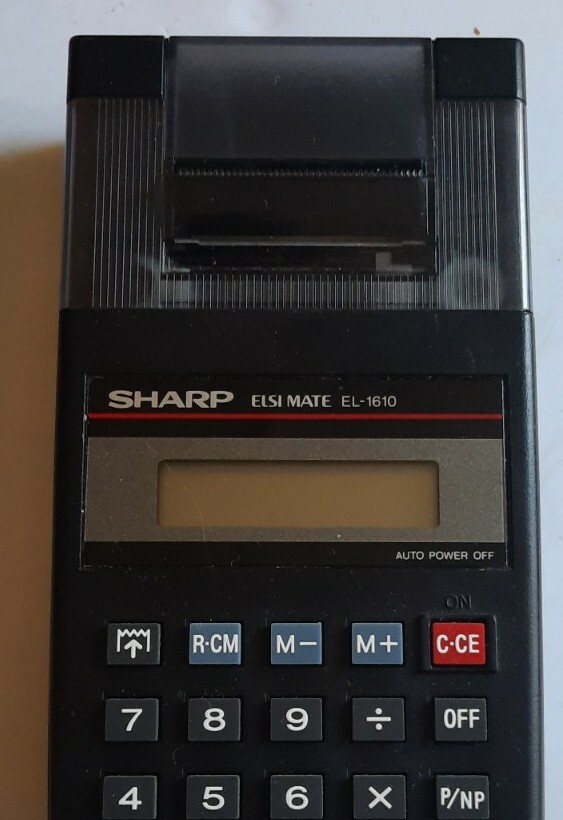 SHARP ELSI MATE EL-1610
AUTO POWER OFF
ON
R·CM M− M+ C·CE
7 8 9 ÷ OFF
4 5 6 × P/NP